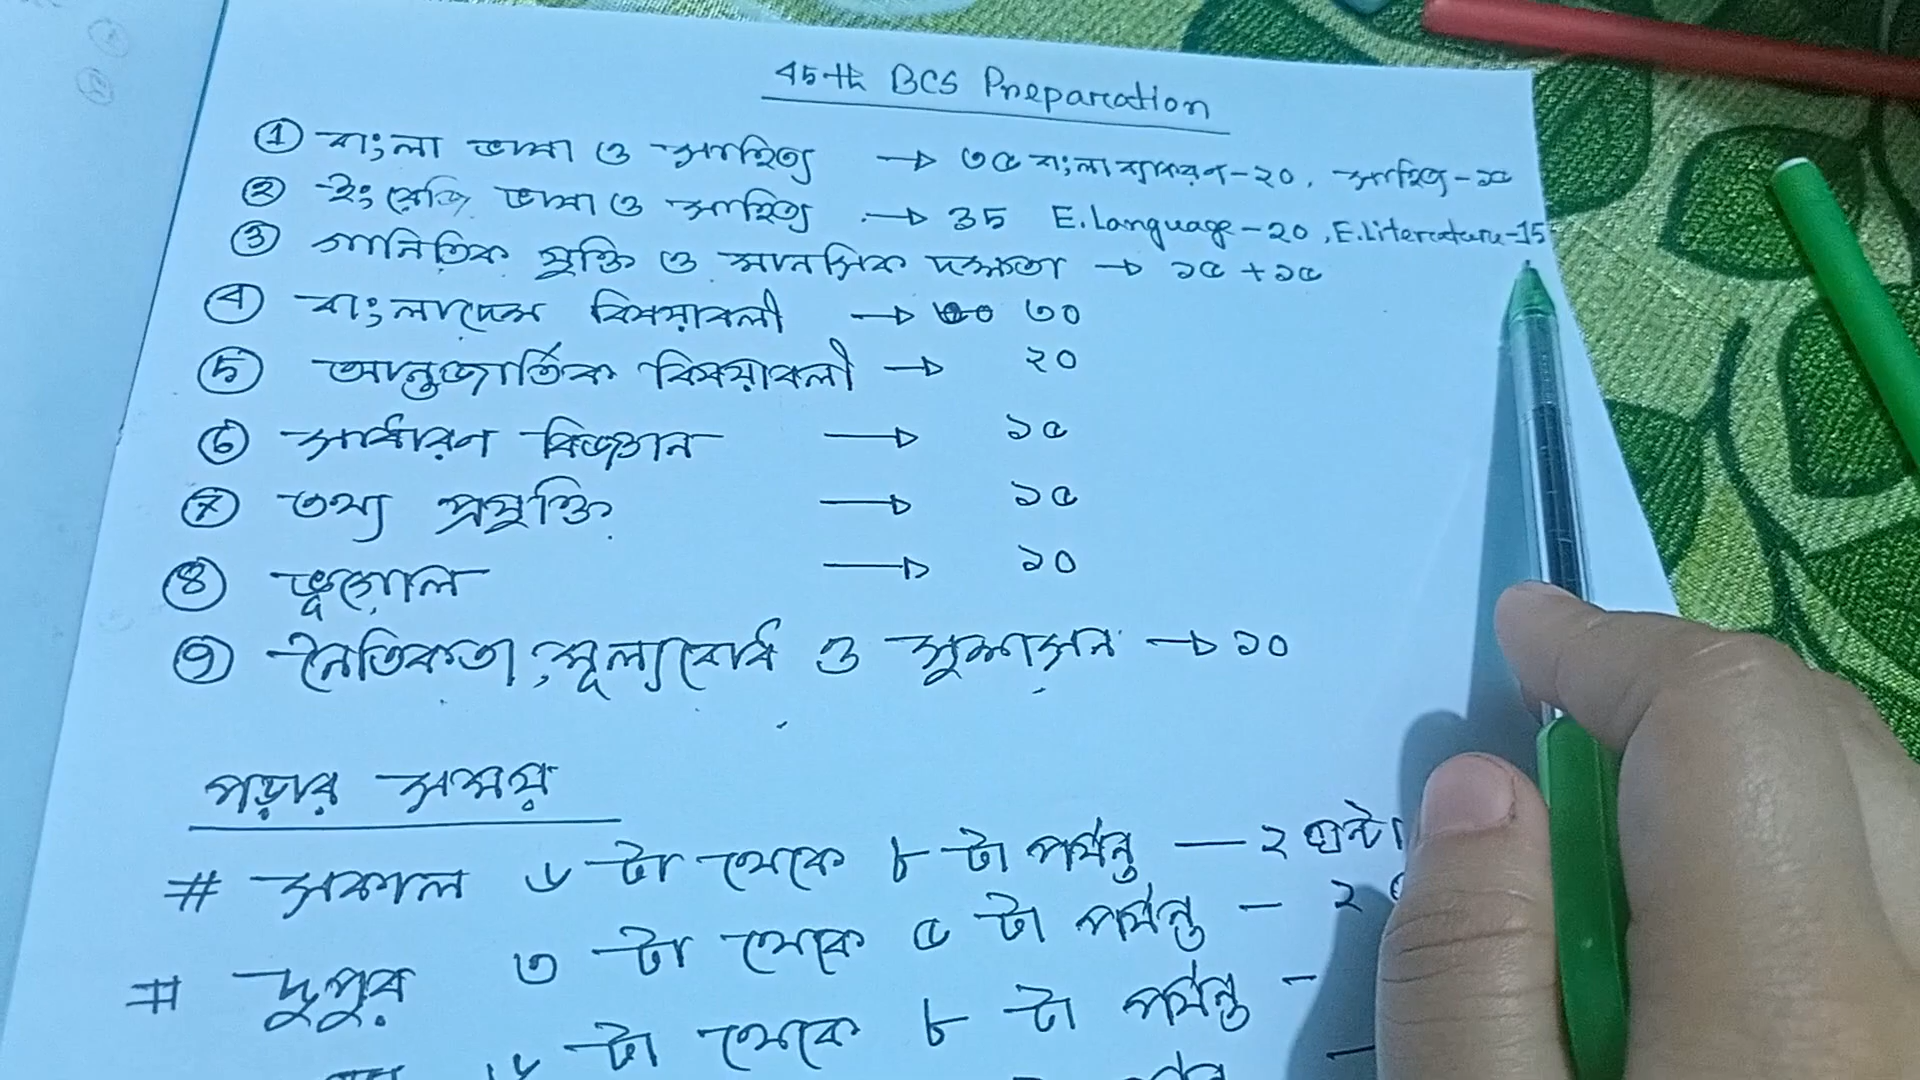 45th BCS Preparation
① বাংলা ভাষা ও সাহিত্য → ৩৫ বাংলা ব্যাকরণ-২০, সাহিত্য-১৫
② ইংরেজি ভাষা ও সাহিত্য → 35 E.Language-20, E.Literature-15
③ গানিতিক যুক্তি ও মানসিক দক্ষতা → ১৫ + ১৫
④ বাংলাদেশ বিষয়াবলী → ৩০
⑤ আন্তর্জাতিক বিষয়াবলী → ২০
⑥ সাধারন বিজ্ঞান → ১৫
⑦ তথ্য প্রযুক্তি → ১৫
⑧ ভূগোল → ১০
⑨ নৈতিকতা, মূল্যবোধ ও সুশাসন → ১০
পড়ার সময়
# সকাল ৬ টা থেকে ৮ টা পর্যন্ত — ২ ঘন্টা
# দুপুর ৩ টা থেকে ৫ টা পর্যন্ত - ২
৬ টা থেকে ৮ টা পর্যন্ত -